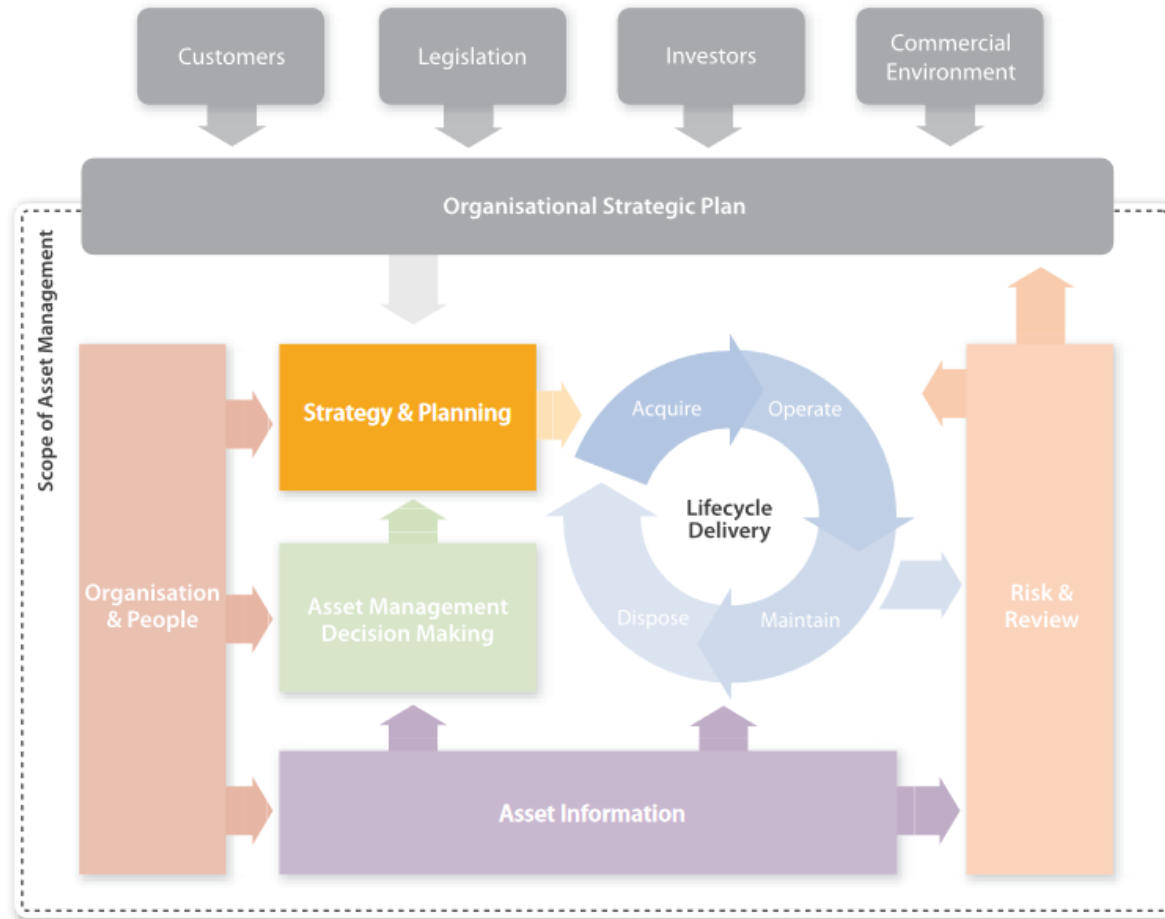 Customers
Legislation
Investors
Commercial
Environment
Organisational Strategic Plan
Scope of Asset Management
Strategy & Planning
Acquire
Operate
Lifecycle
Delivery
Organisation
& People
Asset Management
Decision Making
Dispose
Maintain
Risk &
Review
Asset Information